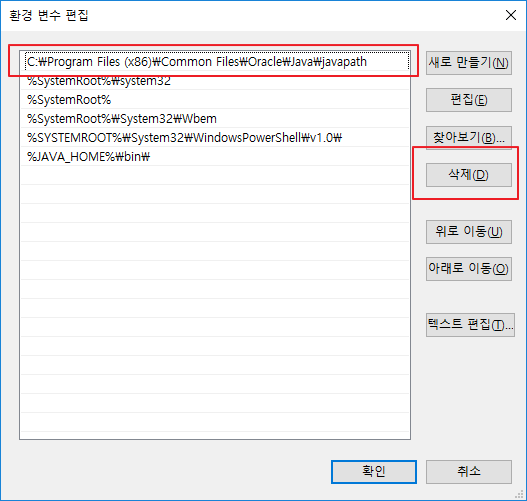 환경 변수 편집
C:₩Program Files (x86)₩Common Files₩Oracle₩Java₩javapath
%SystemRoot%₩system32
%SystemRoot%
%SystemRoot%₩System32₩Wbem
%SYSTEMROOT%₩System32₩WindowsPowerShell₩v1.0₩
%JAVA_HOME%₩bin₩
새로 만들기(N)
편집(E)
찾아보기(B)...
삭제(D)
위로 이동(U)
아래로 이동(O)
텍스트 편집(T)...
확인
취소